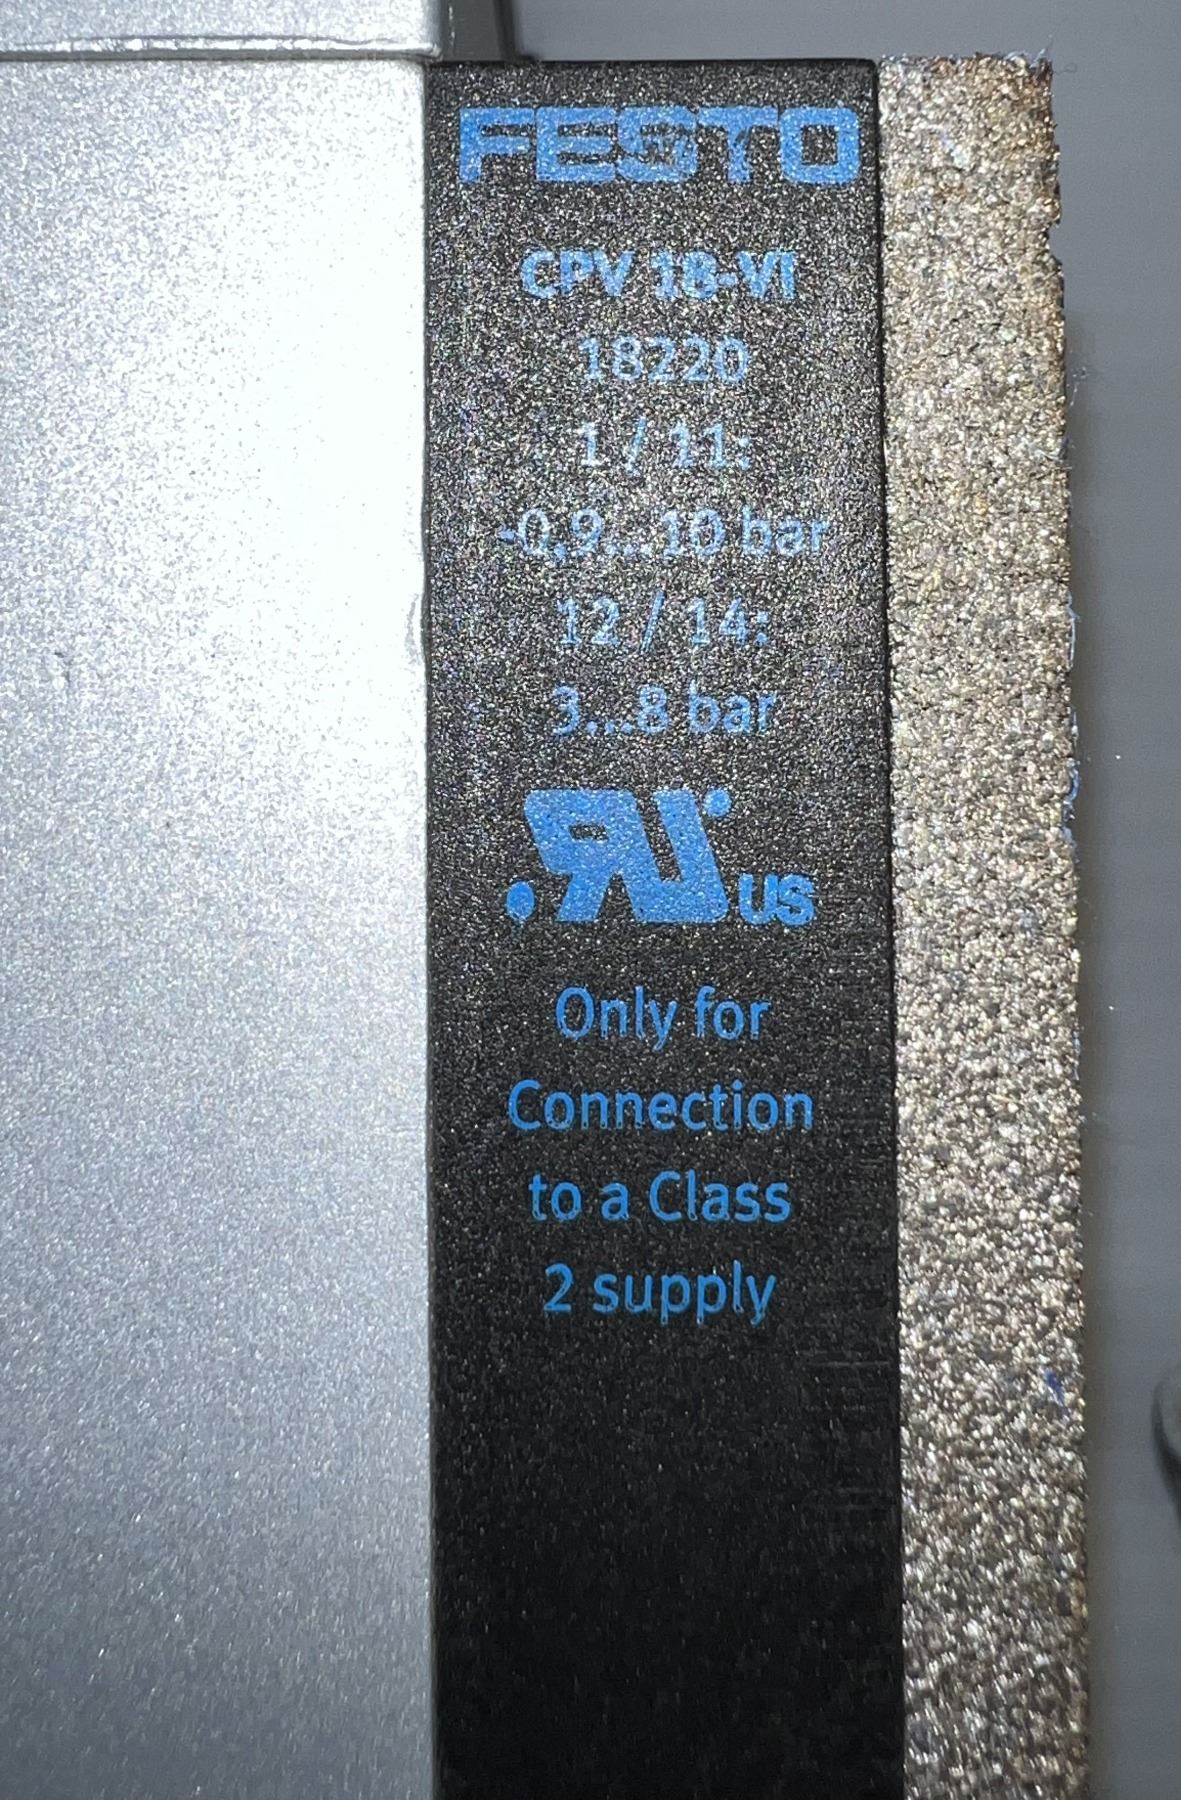 FESTO
CPV 18-VI
18220
1 / 11:
-0,9...10 bar
12 / 14:
3...8 bar
.RU us
Only for
Connection
to a Class
2 supply